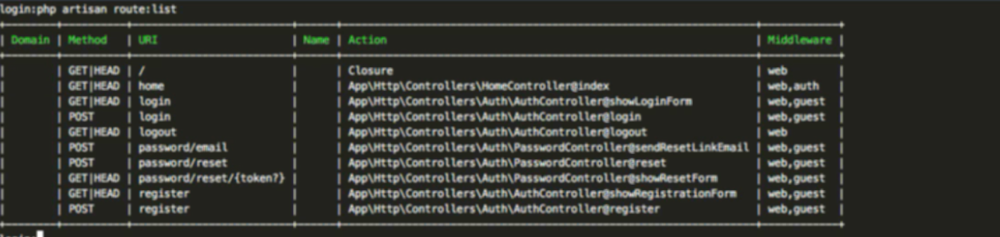 login:php artisan route:list
| Domain | Method | URI | Name | Action | Middleware |
| | GET|HEAD | / | | Closure | web |
| | GET|HEAD | home | | App\Http\Controllers\HomeController@index | web,auth |
| | GET|HEAD | login | | App\Http\Controllers\Auth\AuthController@showLoginForm | web,guest |
| | POST | login | | App\Http\Controllers\Auth\AuthController@login | web,guest |
| | GET|HEAD | logout | | App\Http\Controllers\Auth\AuthController@logout | web |
| | POST | password/email | | App\Http\Controllers\Auth\PasswordController@sendResetLinkEmail | web,guest |
| | POST | password/reset | | App\Http\Controllers\Auth\PasswordController@reset | web,guest |
| | GET|HEAD | password/reset/{token?} | | App\Http\Controllers\Auth\PasswordController@showResetForm | web,guest |
| | GET|HEAD | register | | App\Http\Controllers\Auth\AuthController@showRegistrationForm | web,guest |
| | POST | register | | App\Http\Controllers\Auth\AuthController@register | web,guest |